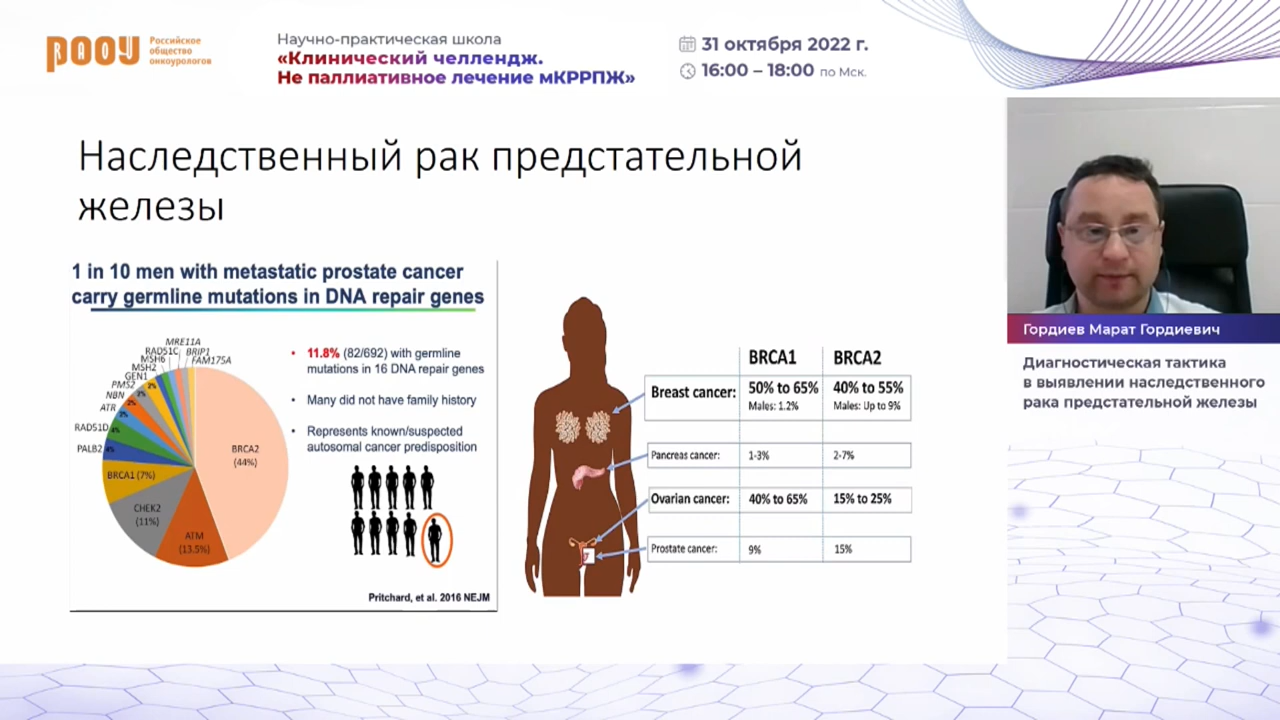 РАОУ
Российское
общество
онкоурологов
Научно-практическая школа
«Клинический челлендж.
Не паллиативное лечение мКРРПЖ»
31 октября 2022 г.
16:00 – 18:00 по Мск.
Наследственный рак предстательной
железы
1 in 10 men with metastatic prostate cancer
carry germline mutations in DNA repair genes
MRE11A
RAD51C
BRIP1
MSH6
FAM175A
MSH2
GEN1
PMS2
NBN
ATR
RAD51D
PALB2
BRCA1 (7%)
CHEK2
(11%)
ATM
(13.5%)
BRCA2
(44%)
2%
2%
2%
2%
4%
4%
• 11.8% (82/692) with germline
mutations in 16 DNA repair genes
• Many did not have family history
• Represents known/suspected
autosomal cancer predisposition
Pritchard, et al. 2016 NEJM
BRCA1 BRCA2
Breast cancer: 50% to 65% 40% to 55%
Males: 1.2% Males: Up to 9%
Pancreas cancer: 1-3% 2-7%
Ovarian cancer: 40% to 65% 15% to 25%
Prostate cancer: 9% 15%
Гордиев Марат Гордиевич
Диагностическая тактика
в выявлении наследственного
рака предстательной железы